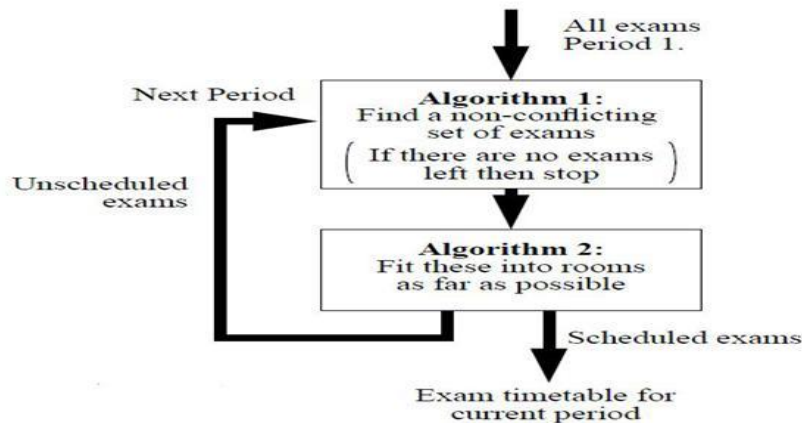 All exams
Period 1.
Next Period
Algorithm 1:
Find a non-conflicting
set of exams
( If there are no exams
left then stop )
Unscheduled
exams
Algorithm 2:
Fit these into rooms
as far as possible
Scheduled exams
Exam timetable for
current period